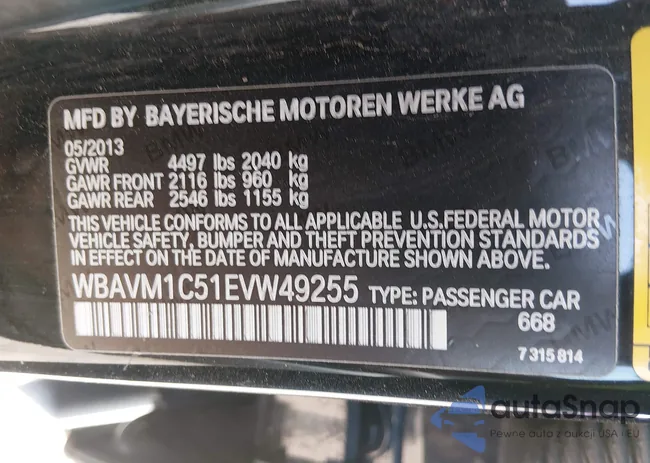 MFD BY BAYERISCHE MOTOREN WERKE AG
05/2013
GVWR 4497 lbs 2040 kg
GAWR FRONT 2116 lbs 960 kg
GAWR REAR 2546 lbs 1155 kg
THIS VEHICLE CONFORMS TO ALL APPLICABLE U.S.FEDERAL MOTOR
VEHICLE SAFETY, BUMPER AND THEFT PREVENTION STANDARDS
IN EFFECT ON THE DATE OF MANUFACTURE SHOWN ABOVE.
WBAVM1C51EVW49255 TYPE: PASSENGER CAR
668
7 315 814
autoSnap
Pewne auta z aukcji USA i EU